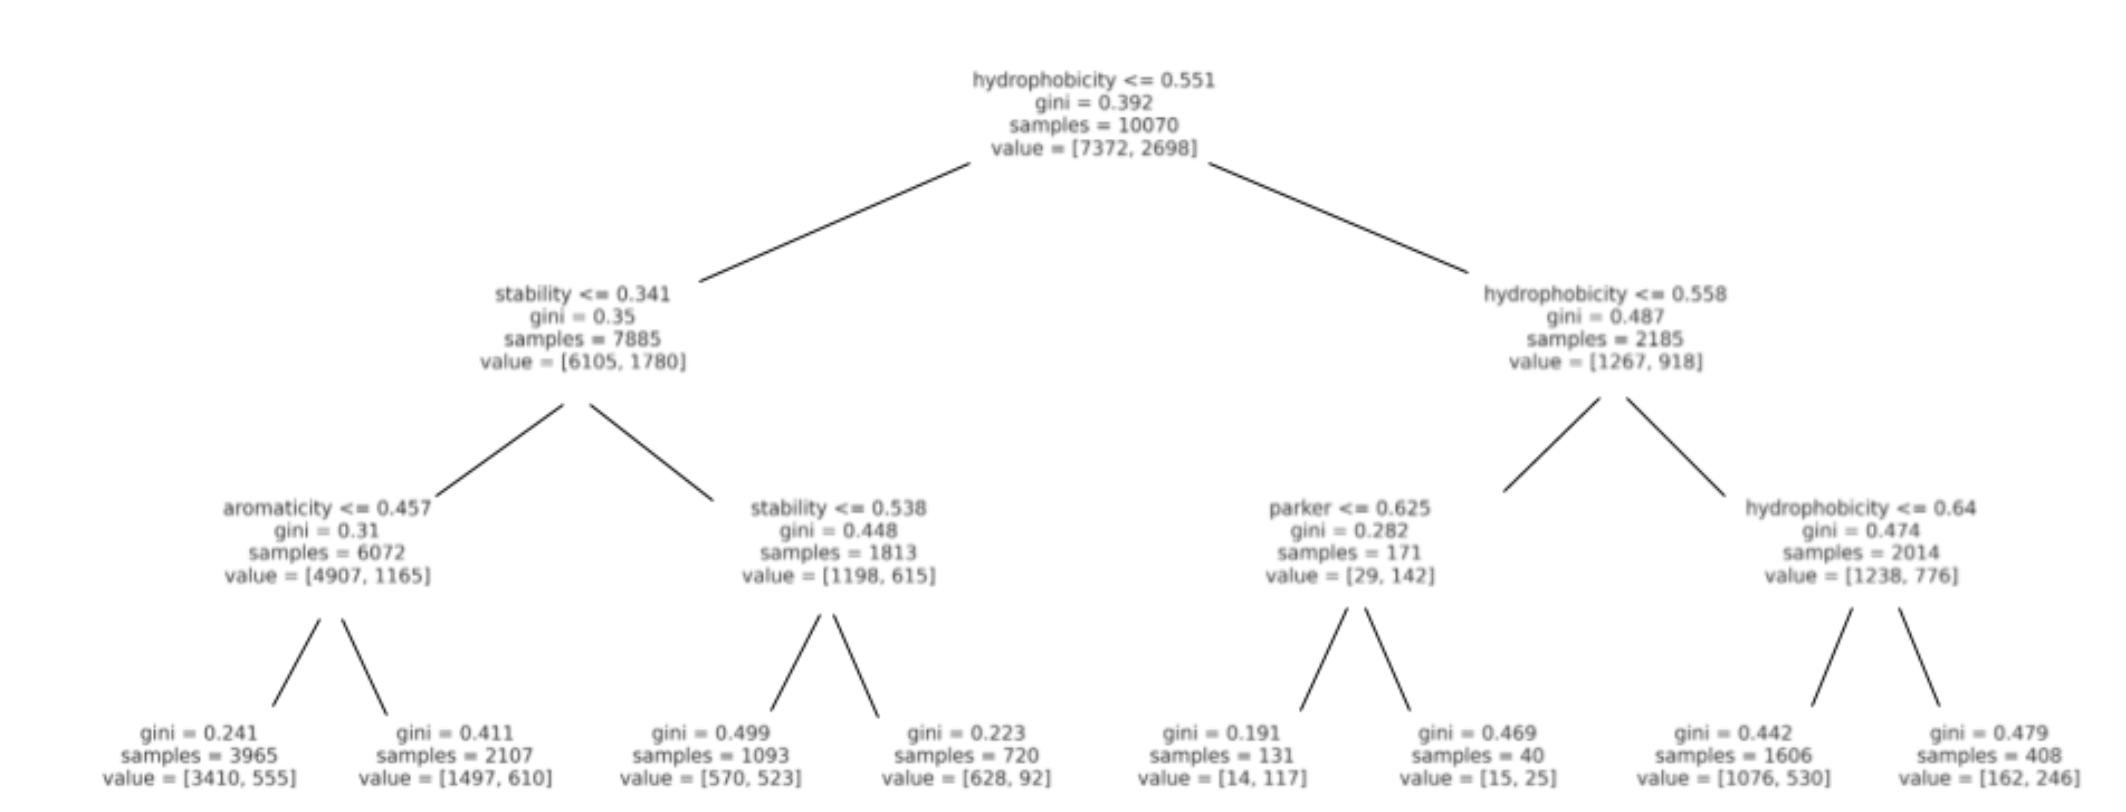 hydrophobicity <= 0.551
gini = 0.392
samples = 10070
value = [7372, 2698]
stability <= 0.341
gini = 0.35
samples = 7885
value = [6105, 1780]
hydrophobicity <= 0.558
gini = 0.487
samples = 2185
value = [1267, 918]
aromaticity <= 0.457
gini = 0.31
samples = 6072
value = [4907, 1165]
stability <= 0.538
gini = 0.448
samples = 1813
value = [1198, 615]
parker <= 0.625
gini = 0.282
samples = 171
value = [29, 142]
hydrophobicity <= 0.64
gini = 0.474
samples = 2014
value = [1238, 776]
gini = 0.241
samples = 3965
value = [3410, 555]
gini = 0.411
samples = 2107
value = [1497, 610]
gini = 0.499
samples = 1093
value = [570, 523]
gini = 0.223
samples = 720
value = [628, 92]
gini = 0.191
samples = 131
value = [14, 117]
gini = 0.469
samples = 40
value = [15, 25]
gini = 0.442
samples = 1606
value = [1076, 530]
gini = 0.479
samples = 408
value = [162, 246]